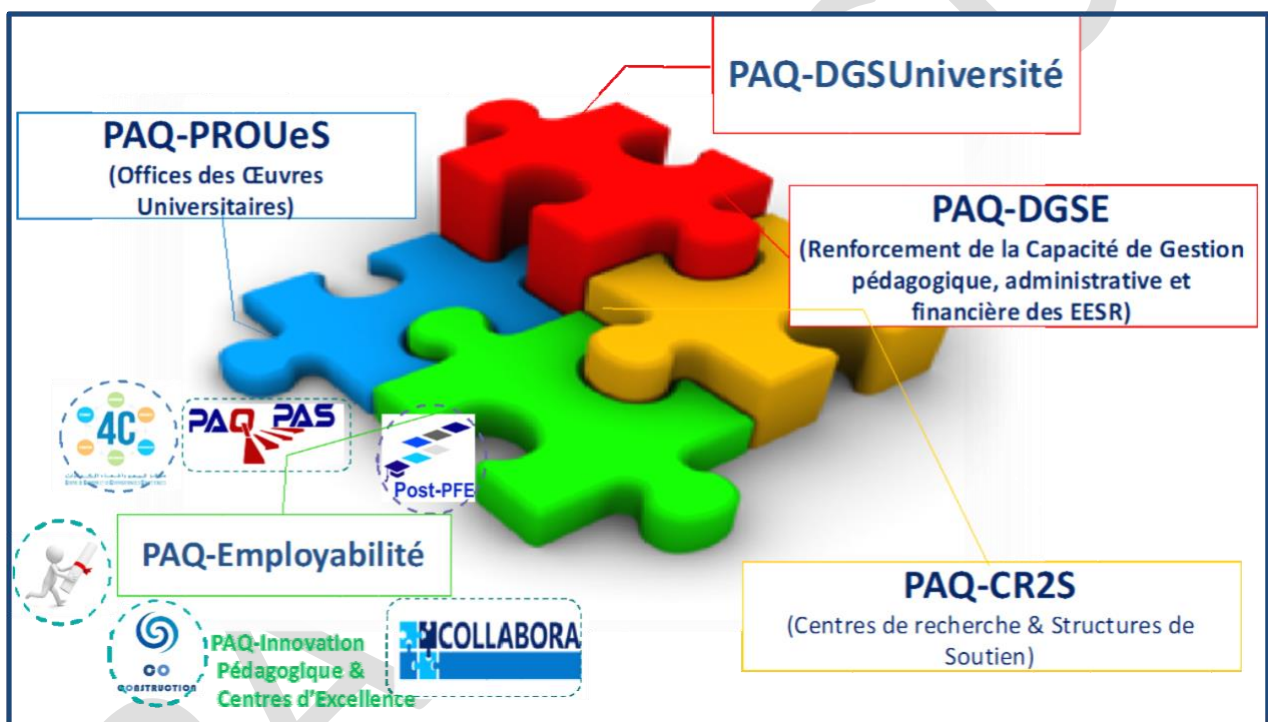 PAQ-DGSUniversité
PAQ-PROUeS
(Offices des Œuvres
Universitaires)
PAQ-DGSE
(Renforcement de la Capacité de Gestion
pédagogique, administrative et
financière des EESR)
4C
PAQ PAS
Post-PFE
PAQ-Employabilité
PAQ-CR2S
(Centres de recherche & Structures de
Soutien)
CO
CONSTRUCTION
PAQ-Innovation
Pédagogique &
Centres d’Excellence
COLLABORA